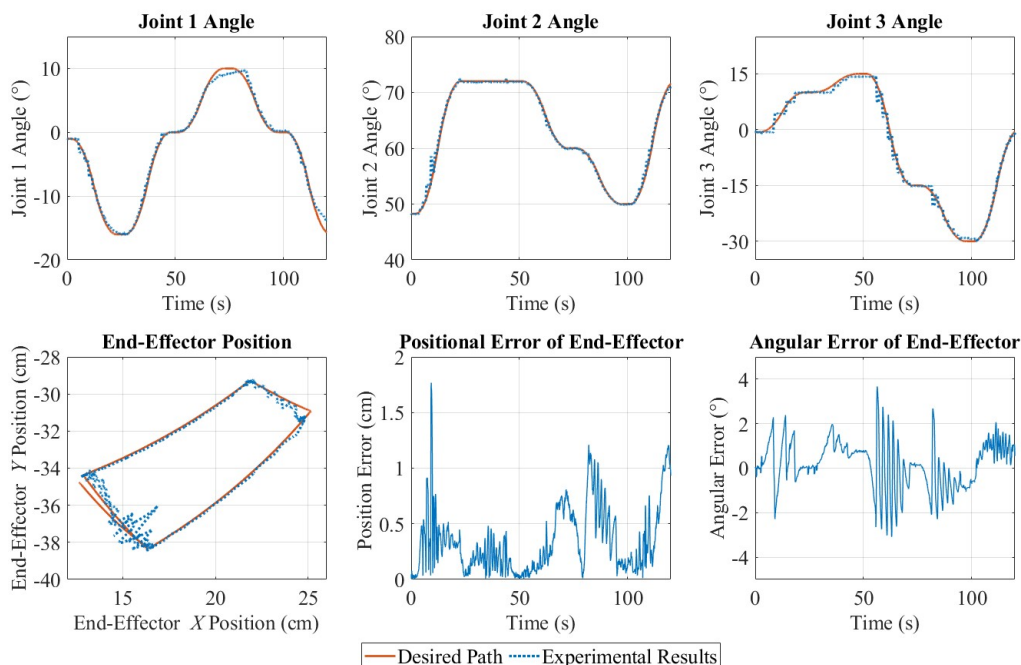 Joint 1 Angle
Joint 2 Angle
Joint 3 Angle
Joint 1 Angle (°)
10
0
-10
-20
0
50
100
Time (s)
Joint 2 Angle (°)
80
72
60
50
40
0
50
100
Time (s)
Joint 3 Angle (°)
15
0
-15
-30
0
50
100
Time (s)
End-Effector Position
Positional Error of End-Effector
Angular Error of End-Effector
End-Effector Y Position (cm)
-28
-30
-32
-34
-36
-38
-40
15
20
25
End-Effector X Position (cm)
Position Error (cm)
2
1.5
1
0.5
0
0
50
100
Time (s)
Angular Error (°)
4
2
0
-2
-4
0
50
100
Time (s)
Desired Path
Experimental Results